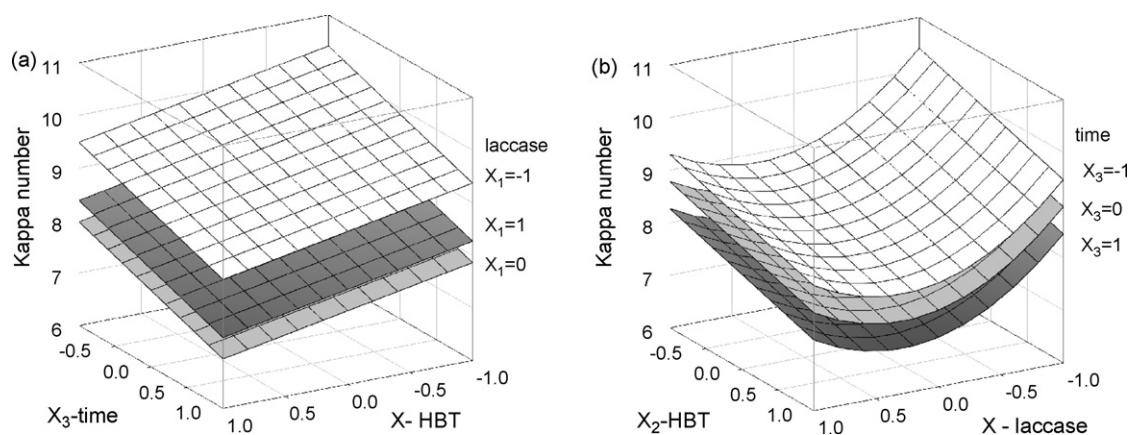 (a)
11
10
9
8
7
6
Kappa number
-0.5
0.0
0.5
1.0
X3-time
1.0
0.5
0.0
-0.5
-1.0
X- HBT
laccase
X1=-1
X1=1
X1=0
(b)
11
10
9
8
7
6
Kappa number
-0.5
0.0
0.5
1.0
X2-HBT
1.0
0.5
0.0
-0.5
-1.0
X - laccase
time
X3=-1
X3=0
X3=1